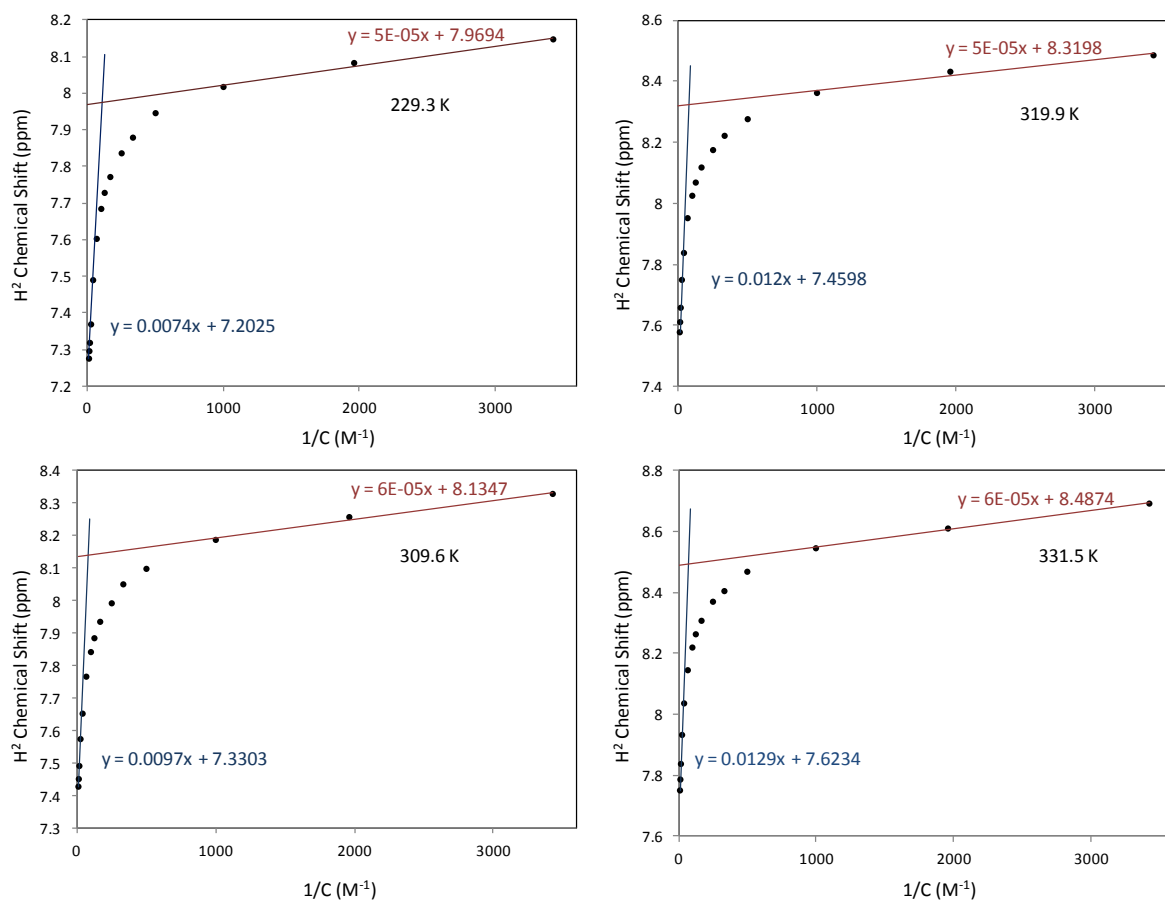 8.2
8.1
8
7.9
7.8
7.7
7.6
7.5
7.4
7.3
7.2
H² Chemical Shift (ppm)
y = 5E-05x + 7.9694
229.3 K
y = 0.0074x + 7.2025
0 1000 2000 3000
1/C (M⁻¹)
8.6
8.4
8.2
8
7.8
7.6
7.4
H² Chemical Shift (ppm)
y = 5E-05x + 8.3198
319.9 K
y = 0.012x + 7.4598
0 1000 2000 3000
1/C (M⁻¹)
8.4
8.3
8.2
8.1
8
7.9
7.8
7.7
7.6
7.5
7.4
7.3
H² Chemical Shift (ppm)
y = 6E-05x + 8.1347
309.6 K
y = 0.0097x + 7.3303
0 1000 2000 3000
1/C (M⁻¹)
8.8
8.6
8.4
8.2
8
7.8
7.6
H² Chemical Shift (ppm)
y = 6E-05x + 8.4874
331.5 K
y = 0.0129x + 7.6234
0 1000 2000 3000
1/C (M⁻¹)